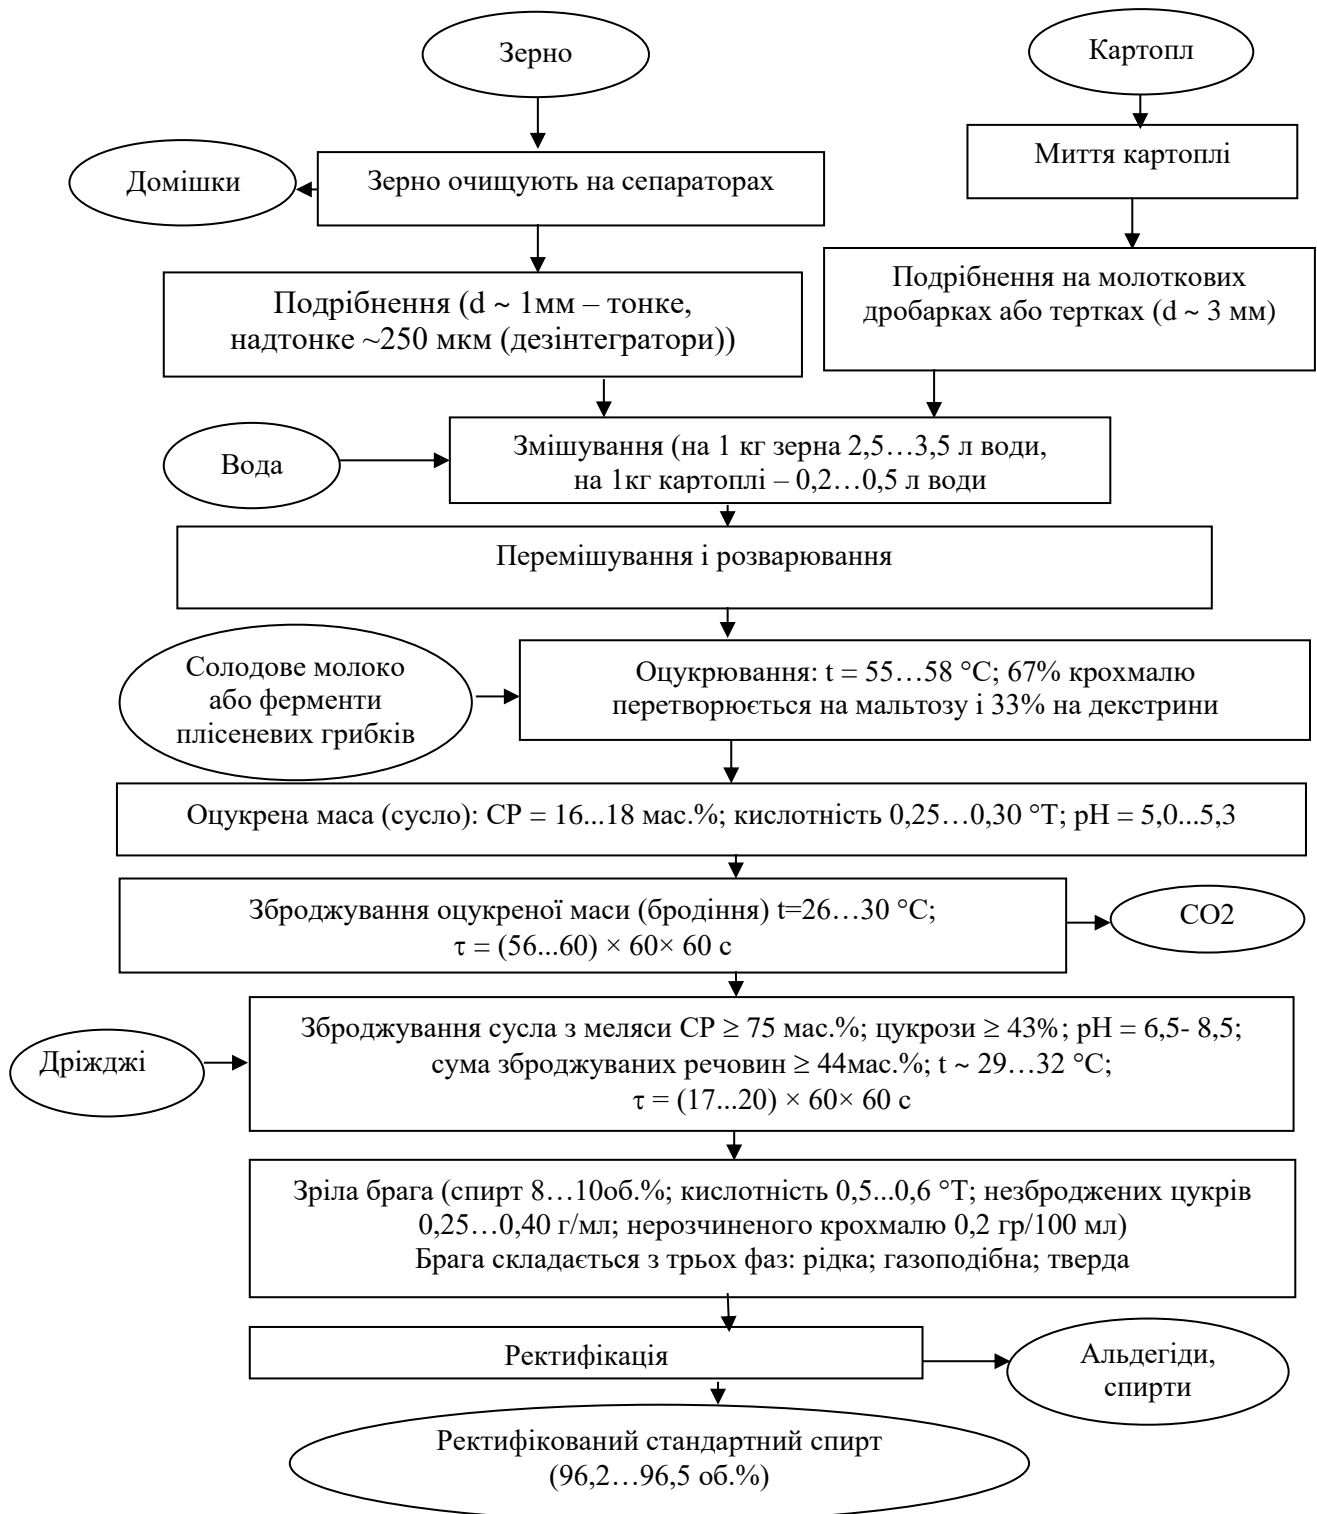 Зерно
Картопл
Домішки
Зерно очищують на сепараторах
Миття картоплі
Подрібнення (d ~ 1мм – тонке,
надтонке ~250 мкм (дезінтегратори))
Подрібнення на молоткових
дробарках або тертках (d ~ 3 мм)
Вода
Змішування (на 1 кг зерна 2,5…3,5 л води,
на 1кг картоплі – 0,2…0,5 л води
Перемішування і розварювання
Солодове молоко
або ферменти
плісеневих грибків
Оцукрювання: t = 55…58 °С; 67% крохмалю
перетворюється на мальтозу і 33% на декстрини
Оцукрена маса (сусло): СР = 16...18 мас.%; кислотність 0,25…0,30 °Т; рН = 5,0...5,3
Зброджування оцукреної маси (бродіння) t=26…30 °С;
τ = (56...60) × 60× 60 с
СО2
Дріжджі
Зброджування сусла з меляси СР ≥ 75 мас.%; цукрози ≥ 43%; рН = 6,5- 8,5;
сума зброджуваних речовин ≥ 44мас.%; t ~ 29…32 °С;
τ = (17...20) × 60× 60 с
Зріла брага (спирт 8…10об.%; кислотність 0,5...0,6 °Т; незброджених цукрів
0,25…0,40 г/мл; нерозчиненого крохмалю 0,2 гр/100 мл)
Брага складається з трьох фаз: рідка; газоподібна; тверда
Ректифікація
Альдегіди,
спирти
Ректифікований стандартний спирт
(96,2…96,5 об.%)